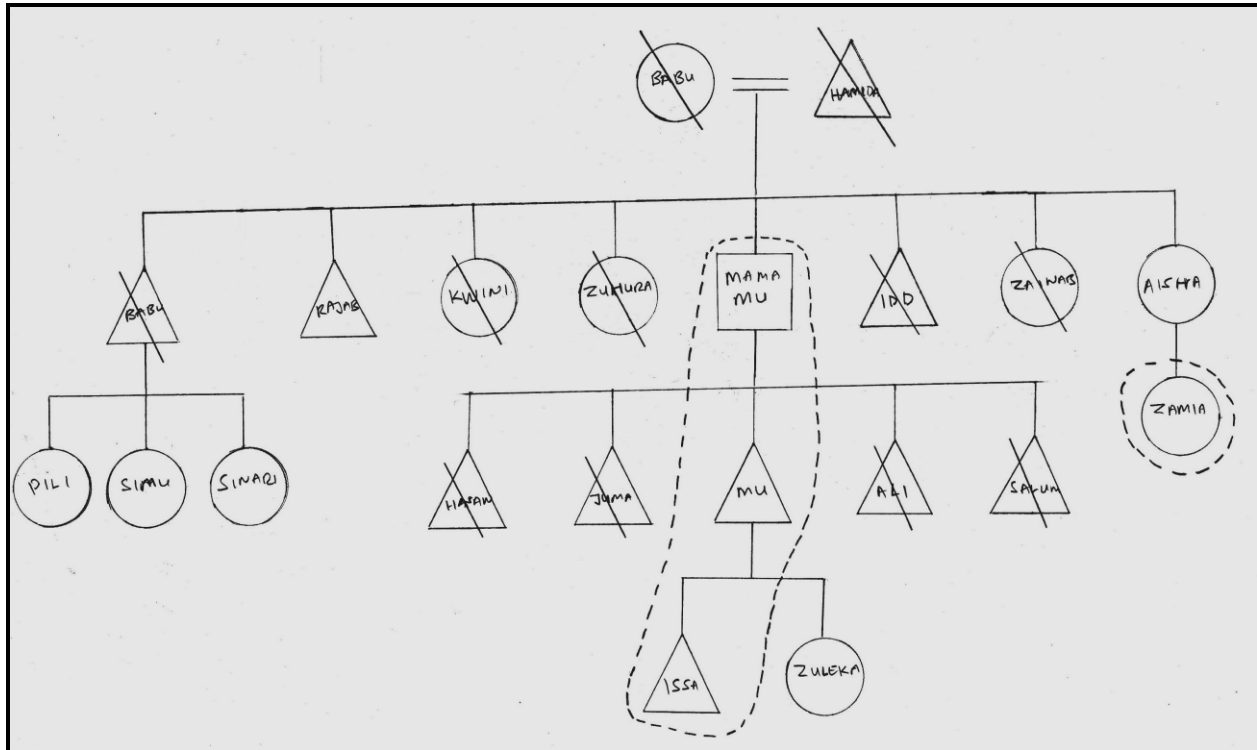 BABU
HAMIDA
BABU
RAJAB
KWINI
ZUHURA
MAMA
MU
IDD
ZAINAB
AISHA
ZAMIA
PILI
SIMU
SINARI
HASAN
JUMA
MU
ALI
SALUM
ISSA
ZULEKA